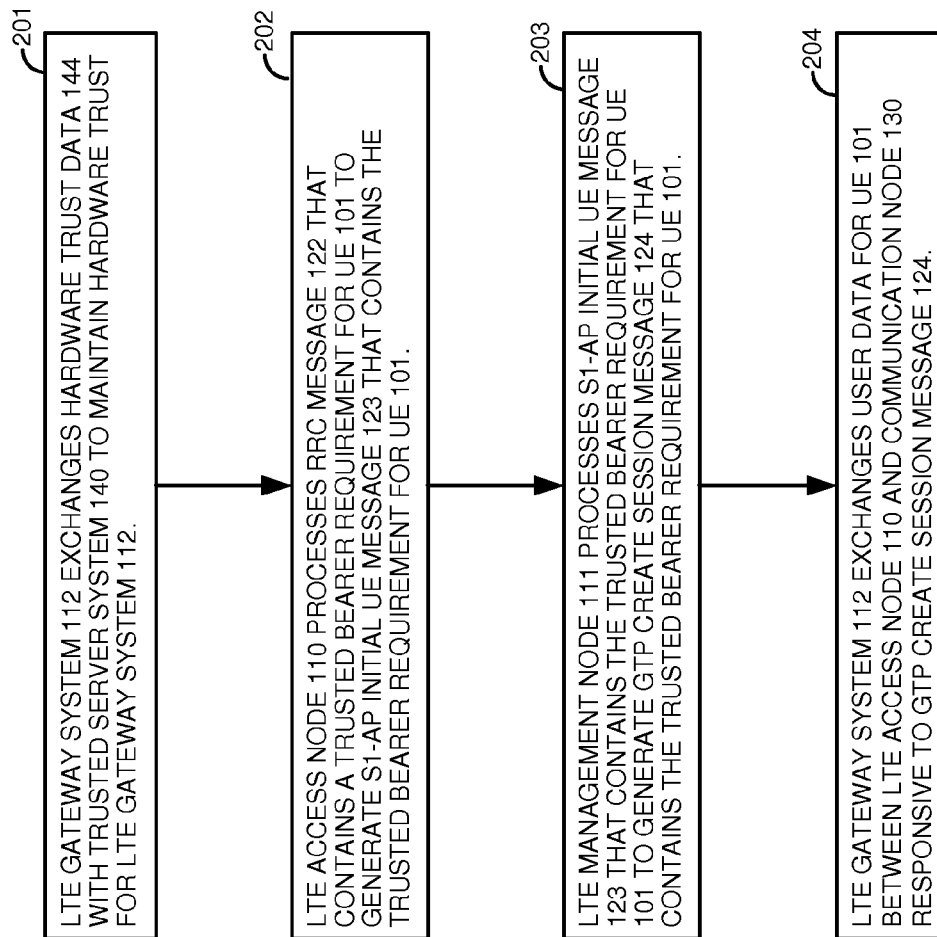 201
LTE GATEWAY SYSTEM 112 EXCHANGES HARDWARE TRUST DATA 144
WITH TRUSTED SERVER SYSTEM 140 TO MAINTAIN HARDWARE TRUST
FOR LTE GATEWAY SYSTEM 112.
202
LTE ACCESS NODE 110 PROCESSES RRC MESSAGE 122 THAT
CONTAINS A TRUSTED BEARER REQUIREMENT FOR UE 101 TO
GENERATE S1-AP INITIAL UE MESSAGE 123 THAT CONTAINS THE
TRUSTED BEARER REQUIREMENT FOR UE 101.
203
LTE MANAGEMENT NODE 111 PROCESSES S1-AP INITIAL UE MESSAGE
123 THAT CONTAINS THE TRUSTED BEARER REQUIREMENT FOR UE
101 TO GENERATE GTP CREATE SESSION MESSAGE 124 THAT
CONTAINS THE TRUSTED BEARER REQUIREMENT FOR UE 101.
204
LTE GATEWAY SYSTEM 112 EXCHANGES USER DATA FOR UE 101
BETWEEN LTE ACCESS NODE 110 AND COMMUNICATION NODE 130
RESPONSIVE TO GTP CREATE SESSION MESSAGE 124.